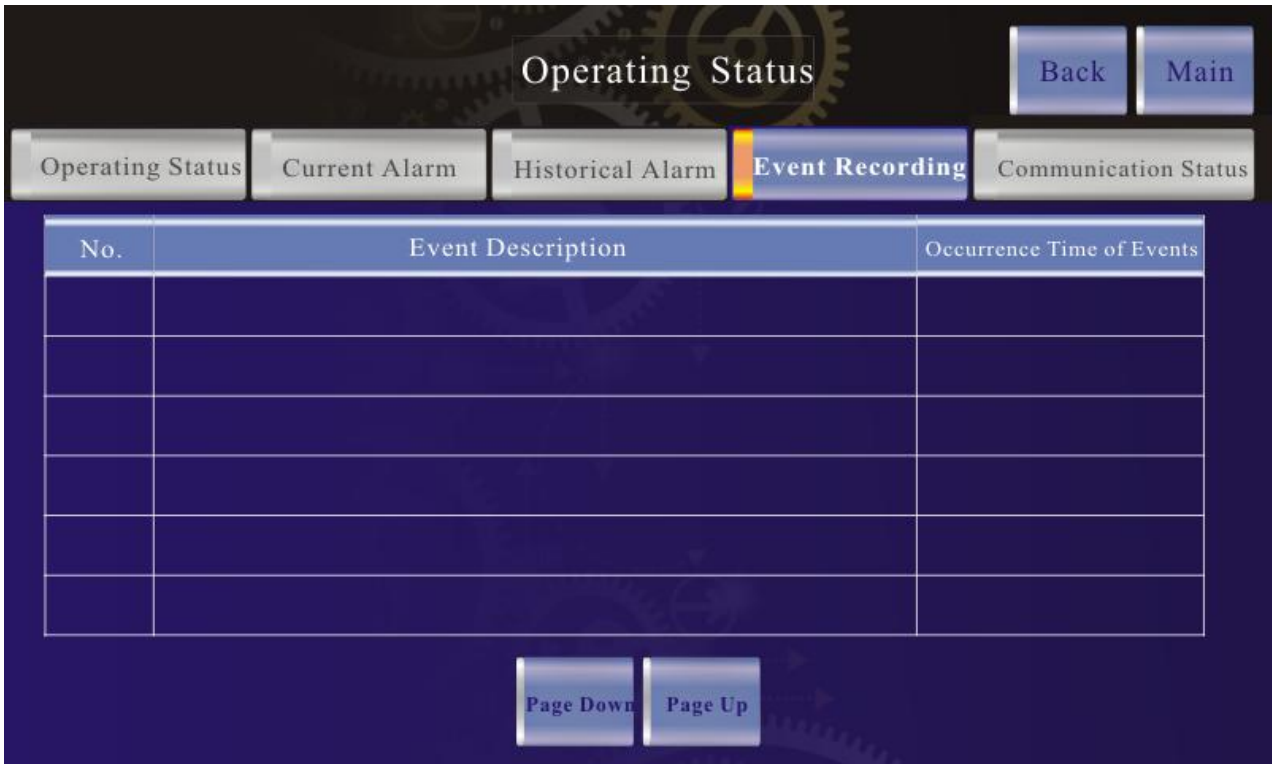 Operating Status
Back
Main
Operating Status
Current Alarm
Historical Alarm
Event Recording
Communication Status
No.
Event Description
Occurrence Time of Events
Page Down
Page Up